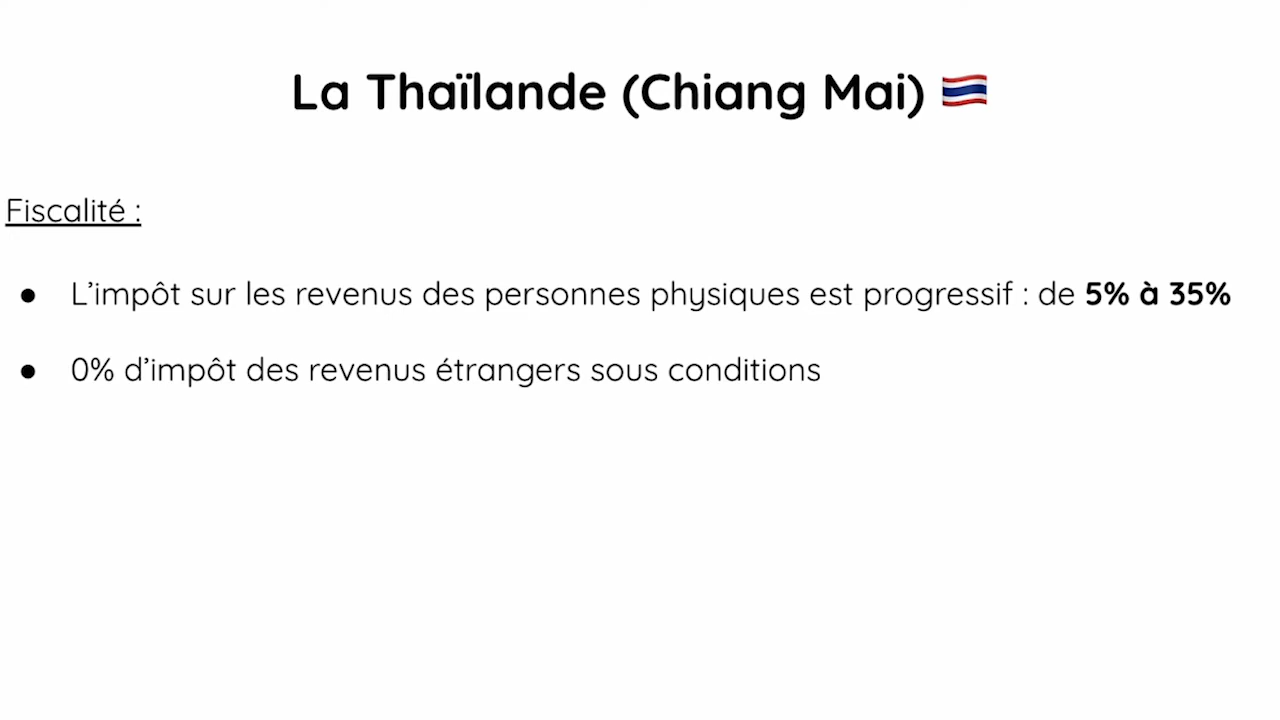 La Thaïlande (Chiang Mai) 🇹🇭
Fiscalité :
● L’impôt sur les revenus des personnes physiques est progressif : de 5% à 35%
● 0% d’impôt des revenus étrangers sous conditions